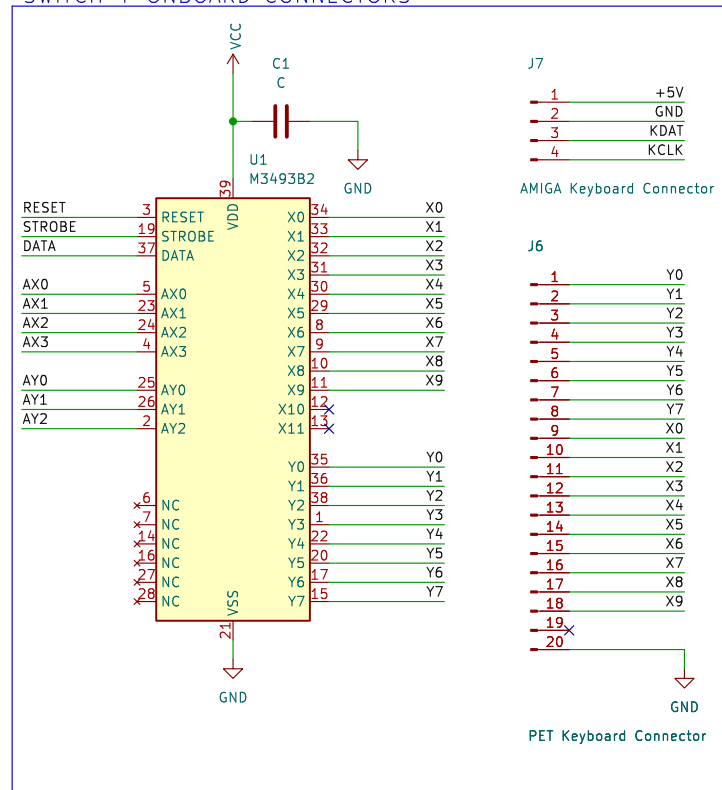 SWITCH + ONBOARD CONNECTORS
VCC
C1
C
GND
U1
M3493B2
39
VDD
RESET 3 RESET
STROBE 19 STROBE
DATA 37 DATA
AX0 5 AX0
AX1 23 AX1
AX2 24 AX2
AX3 4 AX3
AY0 25 AY0
AY1 26 AY1
AY2 2 AY2
6 NC
7 NC
14 NC
16 NC
27 NC
28 NC
X0 34 X0
X1 33 X1
X2 32 X2
X3 31 X3
X4 30 X4
X5 29 X5
X6 8 X6
X7 9 X7
X8 10 X8
X9 11 X9
X10 12
X11 13
Y0 35 Y0
Y1 36 Y1
Y2 38 Y2
Y3 1 Y3
Y4 22 Y4
Y5 20 Y5
Y6 17 Y6
Y7 15 Y7
VSS
21
GND
J7
1 +5V
2 GND
3 KDAT
4 KCLK
AMIGA Keyboard Connector
J6
1 Y0
2 Y1
3 Y2
4 Y3
5 Y4
6 Y5
7 Y6
8 Y7
9 X0
10 X1
11 X2
12 X3
13 X4
14 X5
15 X6
16 X7
17 X8
18 X9
19
20
GND
PET Keyboard Connector